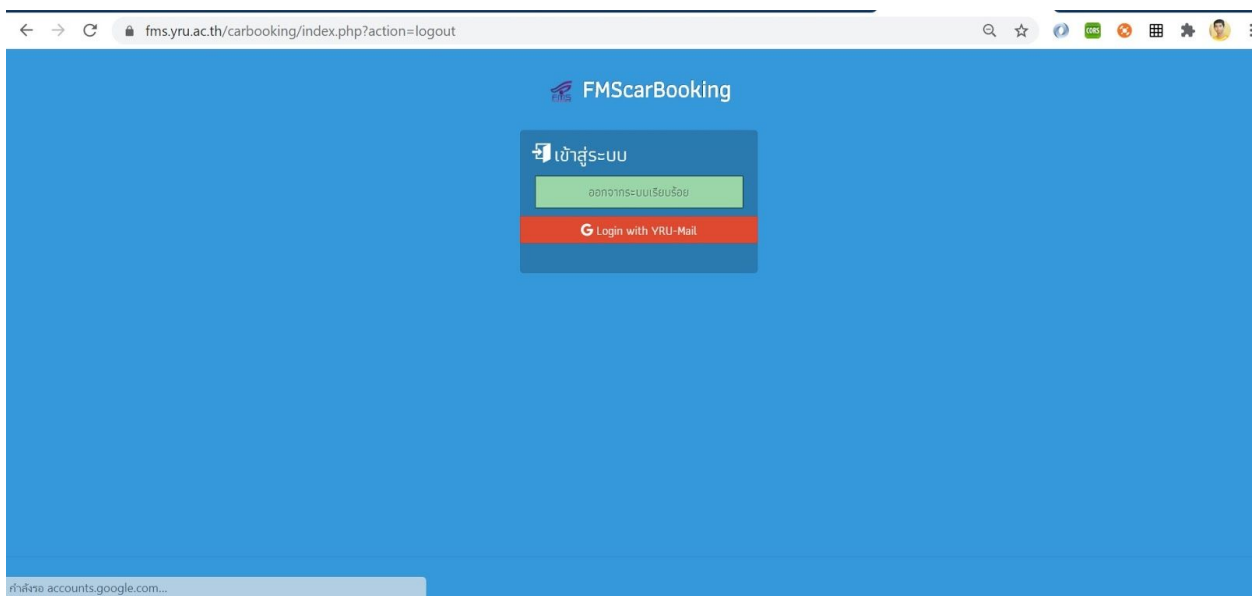 fms.yru.ac.th/carbooking/index.php?action=logout
CORS
FMS
FMScarBooking
เข้าสู่ระบบ
ออกจากระบบเรียบร้อย
G Login with YRU-Mail
กำลังรอ accounts.google.com...